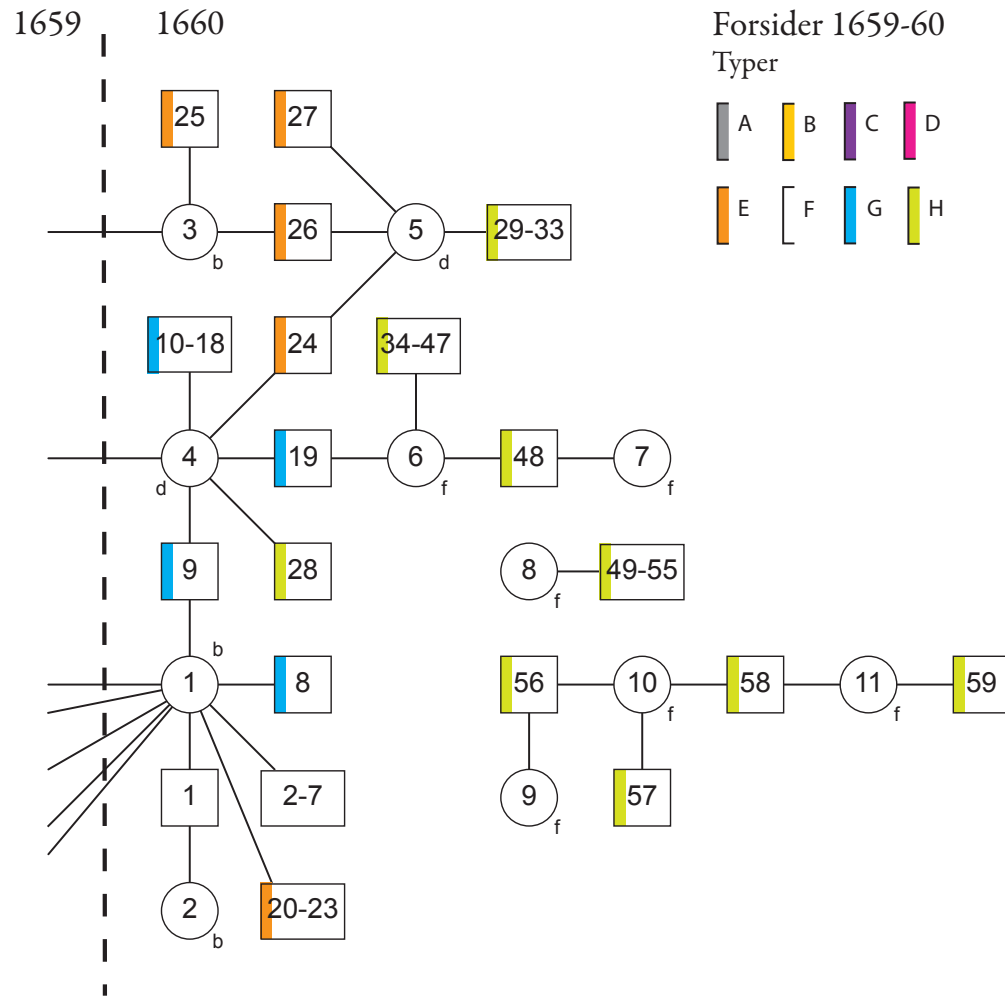 1659 1660 Forsider 1659-60
Typer
A B C D
E F G H
25 27
3 b 26 5 d 29-33
10-18 24 34-47
4 d 19 6 f 48 7 f
9 28 8 f 49-55
b
1 8 56 10 f 58 11 f 59
1 2-7 9 f 57
2 b 20-23